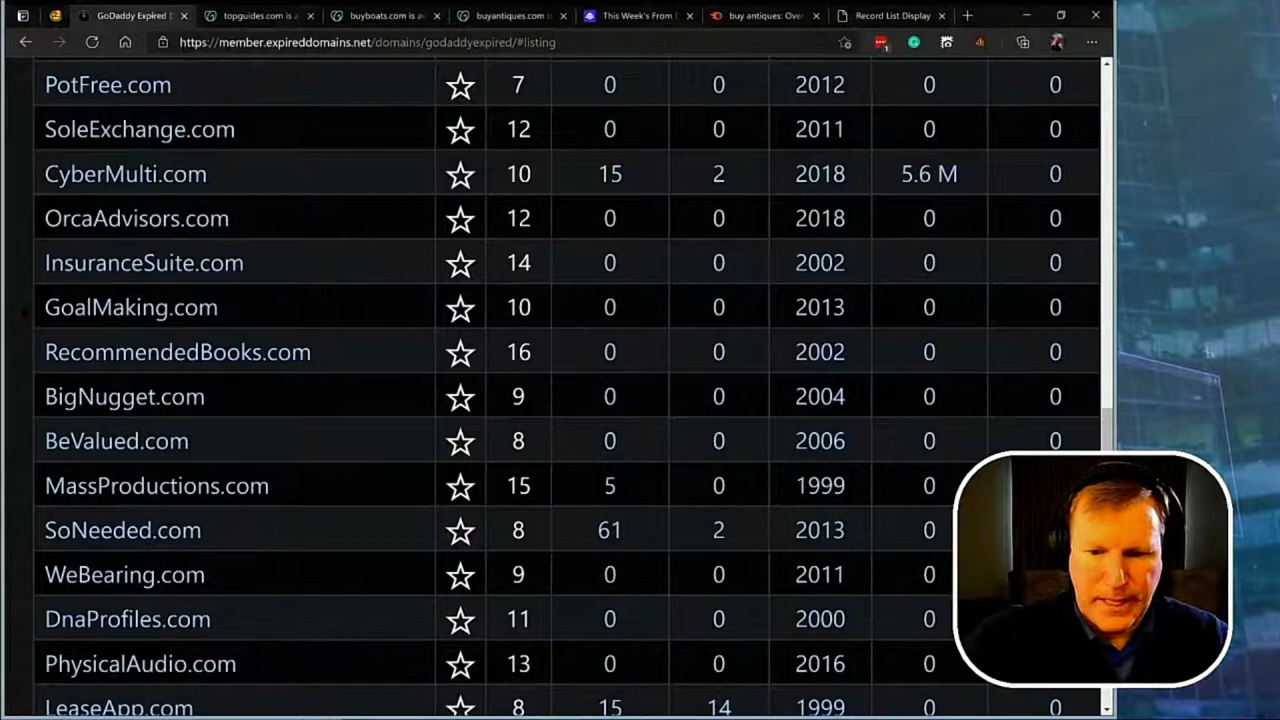 GoDaddy Expired D topguides.com is a buyboats.com is av buyantiques.com i This Week's From D buy antiques: Over Record List Display
https://member.expireddomains.net/domains/godaddyexpired/#listing
PotFree.com 7 0 0 2012 0 0
SoleExchange.com 12 0 0 2011 0 0
CyberMulti.com 10 15 2 2018 5.6 M 0
OrcaAdvisors.com 12 0 0 2018 0 0
InsuranceSuite.com 14 0 0 2002 0 0
GoalMaking.com 10 0 0 2013 0 0
RecommendedBooks.com 16 0 0 2002 0 0
BigNugget.com 9 0 0 2004 0 0
BeValued.com 8 0 0 2006 0 0
MassProductions.com 15 5 0 1999 0
SoNeeded.com 8 61 2 2013 0
WeBearing.com 9 0 0 2011 0
DnaProfiles.com 11 0 0 2000 0
PhysicalAudio.com 13 0 0 2016 0
LeaseApp.com 8 15 14 1999 0